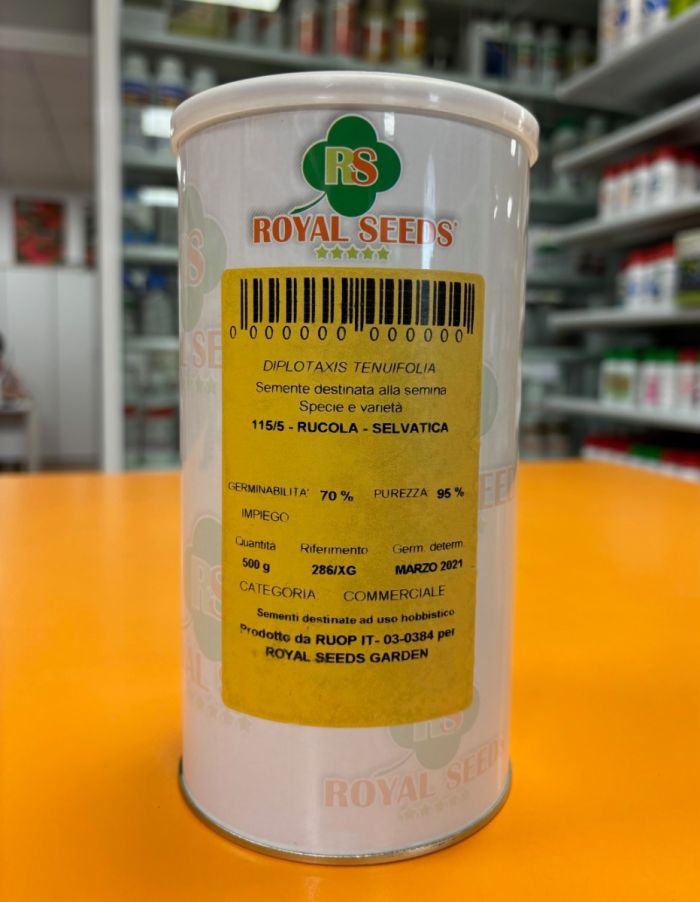 RS
ROYAL SEEDS
0 000000 000000
DIPLOTAXIS TENUIFOLIA
Semente destinata alla semina
Specie e varietà
115/5 - RUCOLA - SELVATICA
GERMINABILITA' 70 % PUREZZA 95 %
IMPIEGO
Quantità Riferimento Germ. determ.
500 g 286/XG MARZO 2021
CATEGORIA COMMERCIALE
Sementi destinate ad uso hobbistico
Prodotto da RUOP IT- 03-0384 per
ROYAL SEEDS GARDEN
RS
ROYAL SEEDS